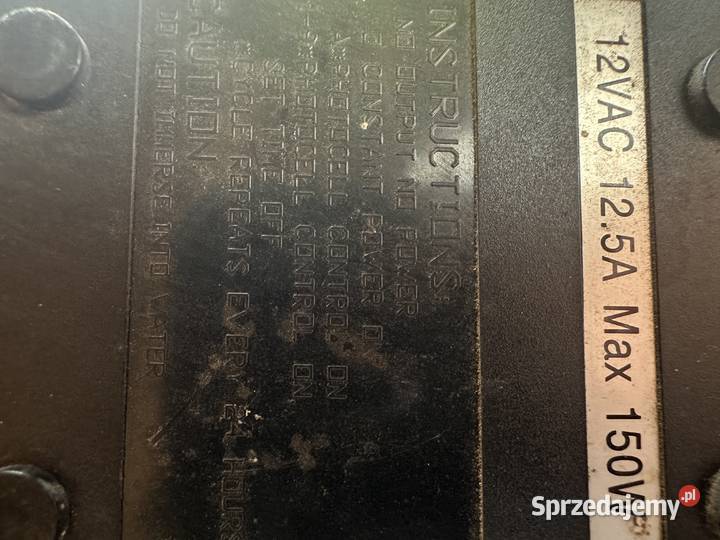 12VAC 12.5A Max 150W
INSTRUCTIONS:
NO OUTPUT NO POWER
CONSTANT POWER
PHOTOCELL CONTROL ON
PHOTOCELL CONTROL ON
SET TIME OFF
CYCLE REPEATS EVERY 24 HOURS
CAUTION
DO NOT IMMERSE INTO WATER
Sprzedajemy.pl